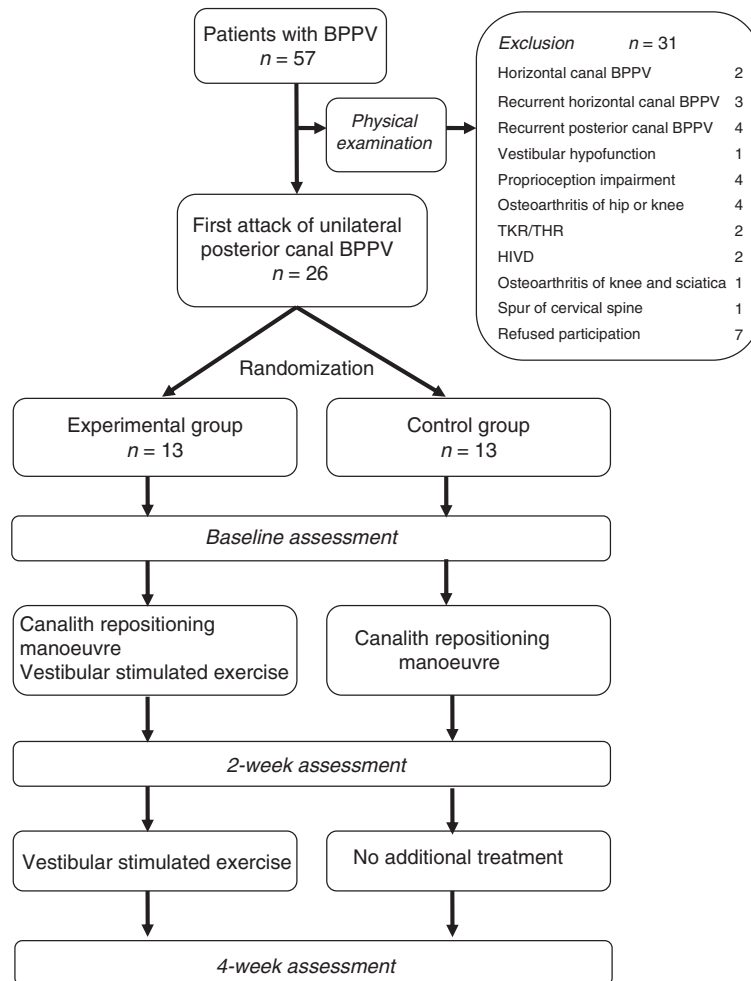 Patients with BPPV
n = 57
Physical
examination
Exclusion n = 31
Horizontal canal BPPV 2
Recurrent horizontal canal BPPV 3
Recurrent posterior canal BPPV 4
Vestibular hypofunction 1
Proprioception impairment 4
Osteoarthritis of hip or knee 4
TKR/THR 2
HIVD 2
Osteoarthritis of knee and sciatica 1
Spur of cervical spine 1
Refused participation 7
First attack of unilateral
posterior canal BPPV
n = 26
Randomization
Experimental group
n = 13
Control group
n = 13
Baseline assessment
Canalith repositioning
manoeuvre
Vestibular stimulated exercise
Canalith repositioning
manoeuvre
2-week assessment
Vestibular stimulated exercise
No additional treatment
4-week assessment